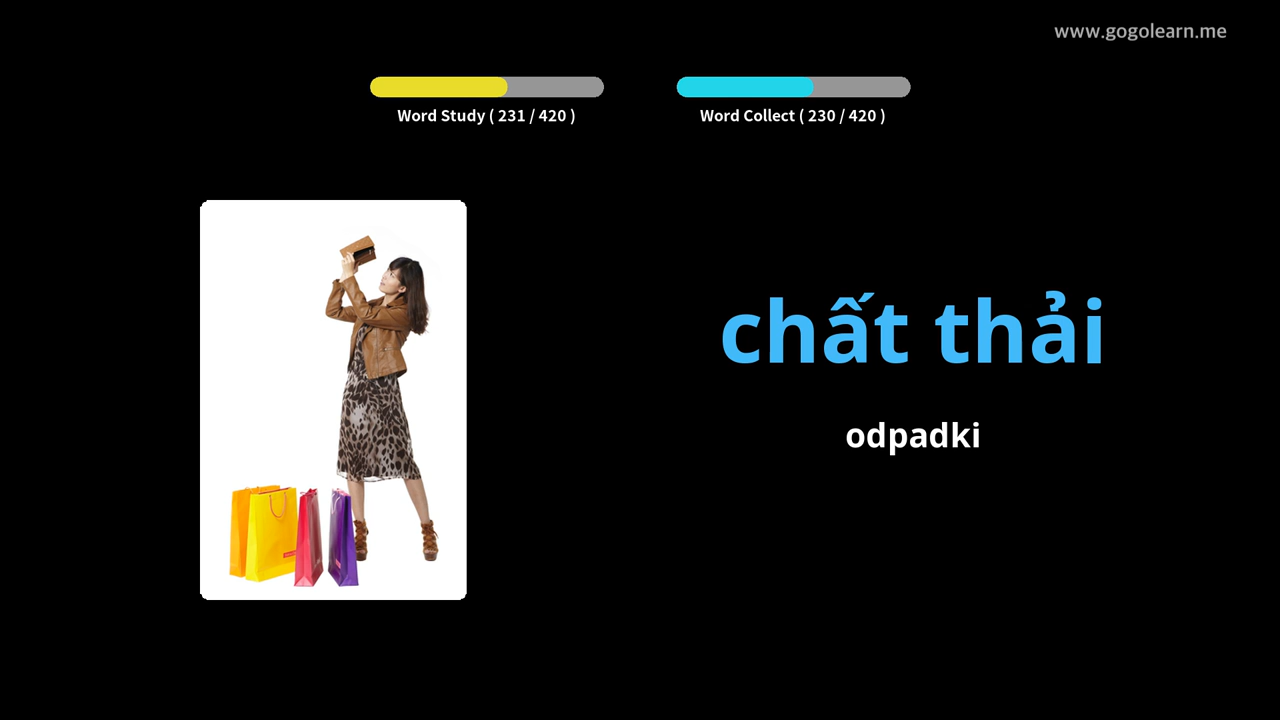 www.gogolearn.me
Word Study ( 231 / 420 )
Word Collect ( 230 / 420 )
chất thải
odpadki